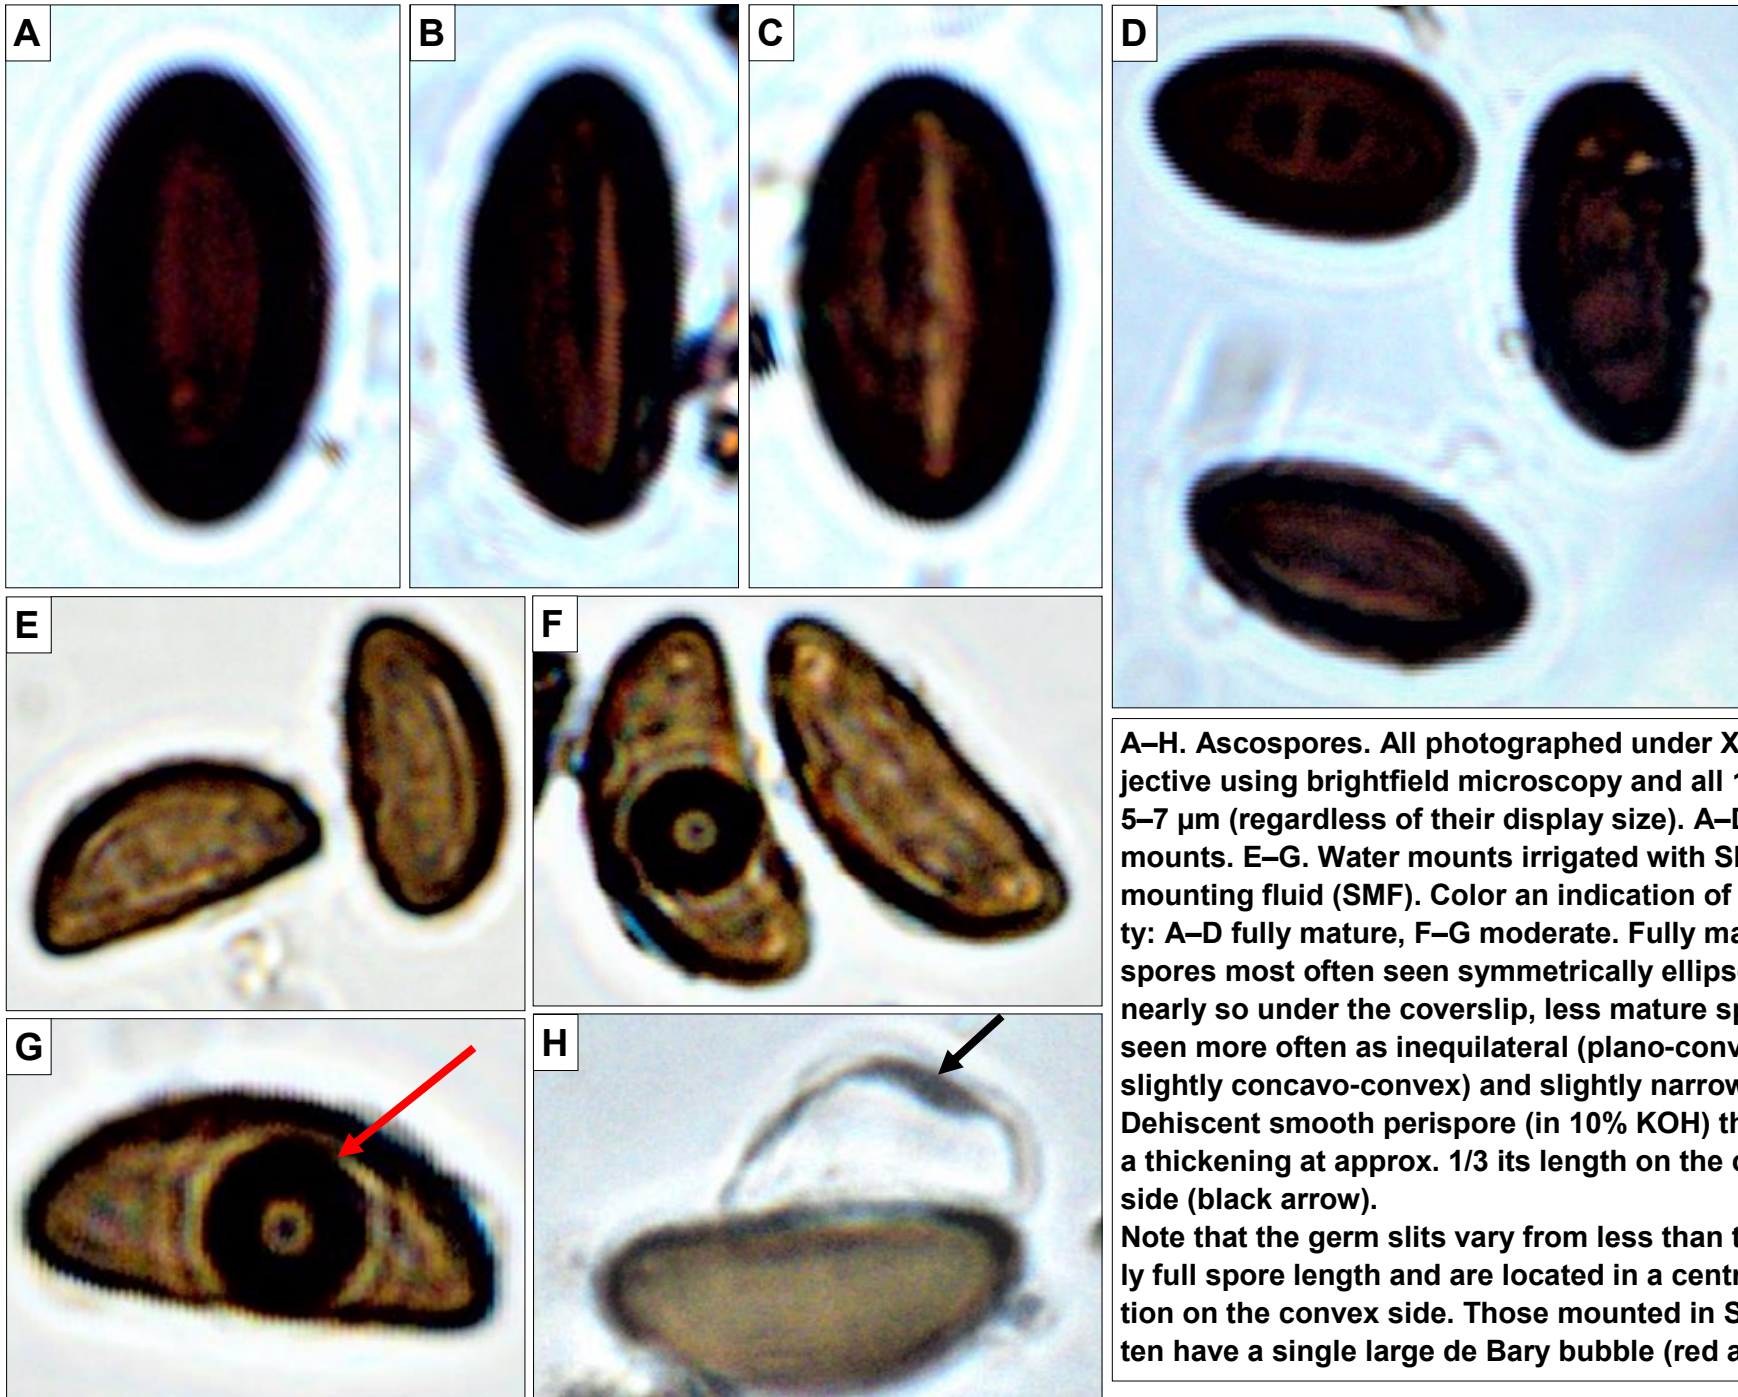 A
B
C
D
E
F
G
H
A–H. Ascospores. All photographed under X
jective using brightfield microscopy and all 1
5–7 µm (regardless of their display size). A–D
mounts. E–G. Water mounts irrigated with
mounting fluid (SMF). Color an indication of
ty: A–D fully mature, F–G moderate. Fully
spores most often seen symmetrically
nearly so under the coverslip, less mature
seen more often as inequilateral
slightly concavo-convex) and slightly
Dehiscent smooth perispore (in 10% KOH)
a thickening at approx. 1/3 its length on the
side (black arrow).
Note that the germ slits vary from less than
ly full spore length and are located in a
tion on the convex side. Those mounted in
ten have a single large de Bary bubble (red